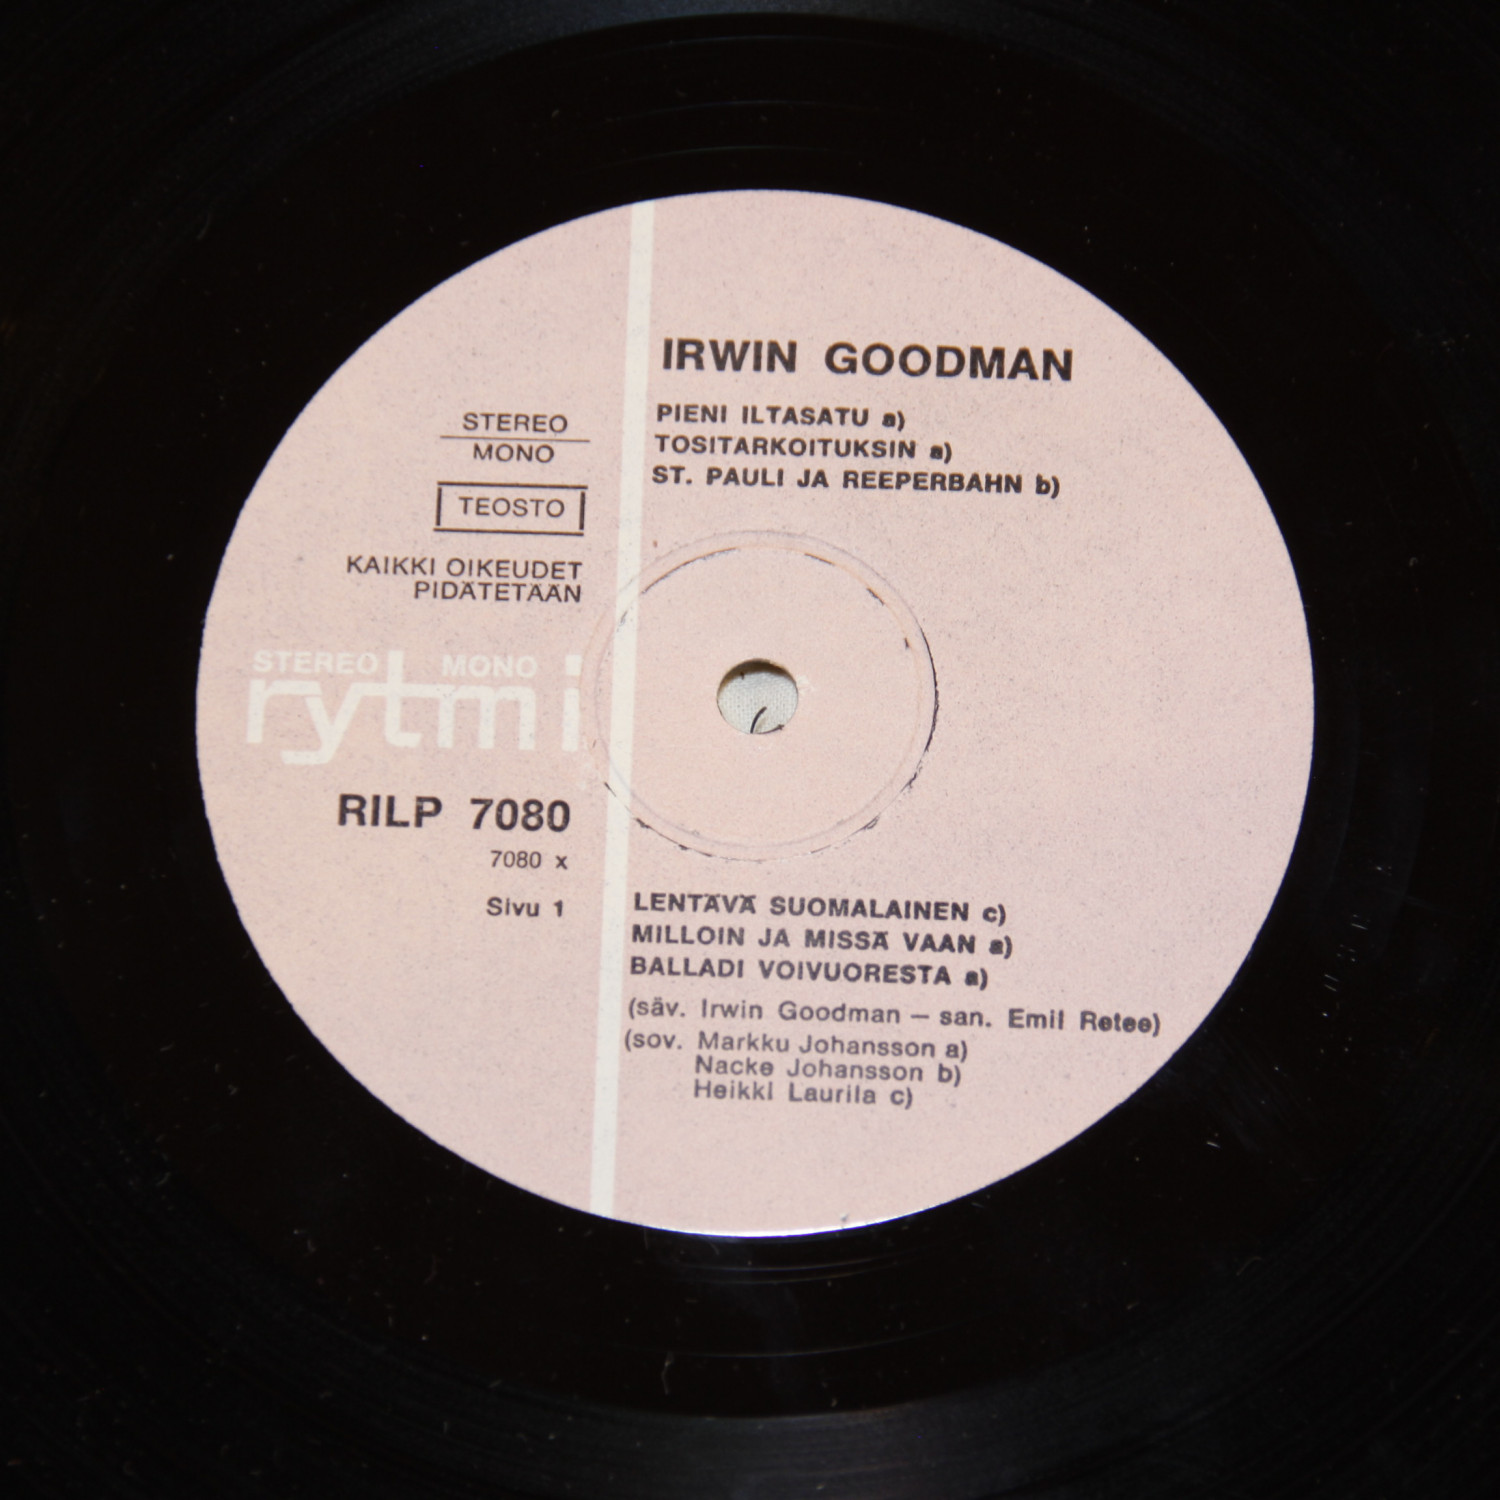 IRWIN GOODMAN
PIENI ILTASATU a)
TOSITARKOITUKSIN a)
ST. PAULI JA REEPERBAHN b)
STEREO
MONO
TEOSTO
KAIKKI OIKEUDET
PIDÄTETÄÄN
STEREO MONO
rytmi
RILP 7080
7080 x
Sivu 1
LENTÄVÄ SUOMALAINEN c)
MILLOIN JA MISSÄ VAAN a)
BALLADI VOIVUORESTA a)
(säv. Irwin Goodman — san. Emil Retee)
(sov. Markku Johansson a)
Nacke Johansson b)
Heikki Laurila c)